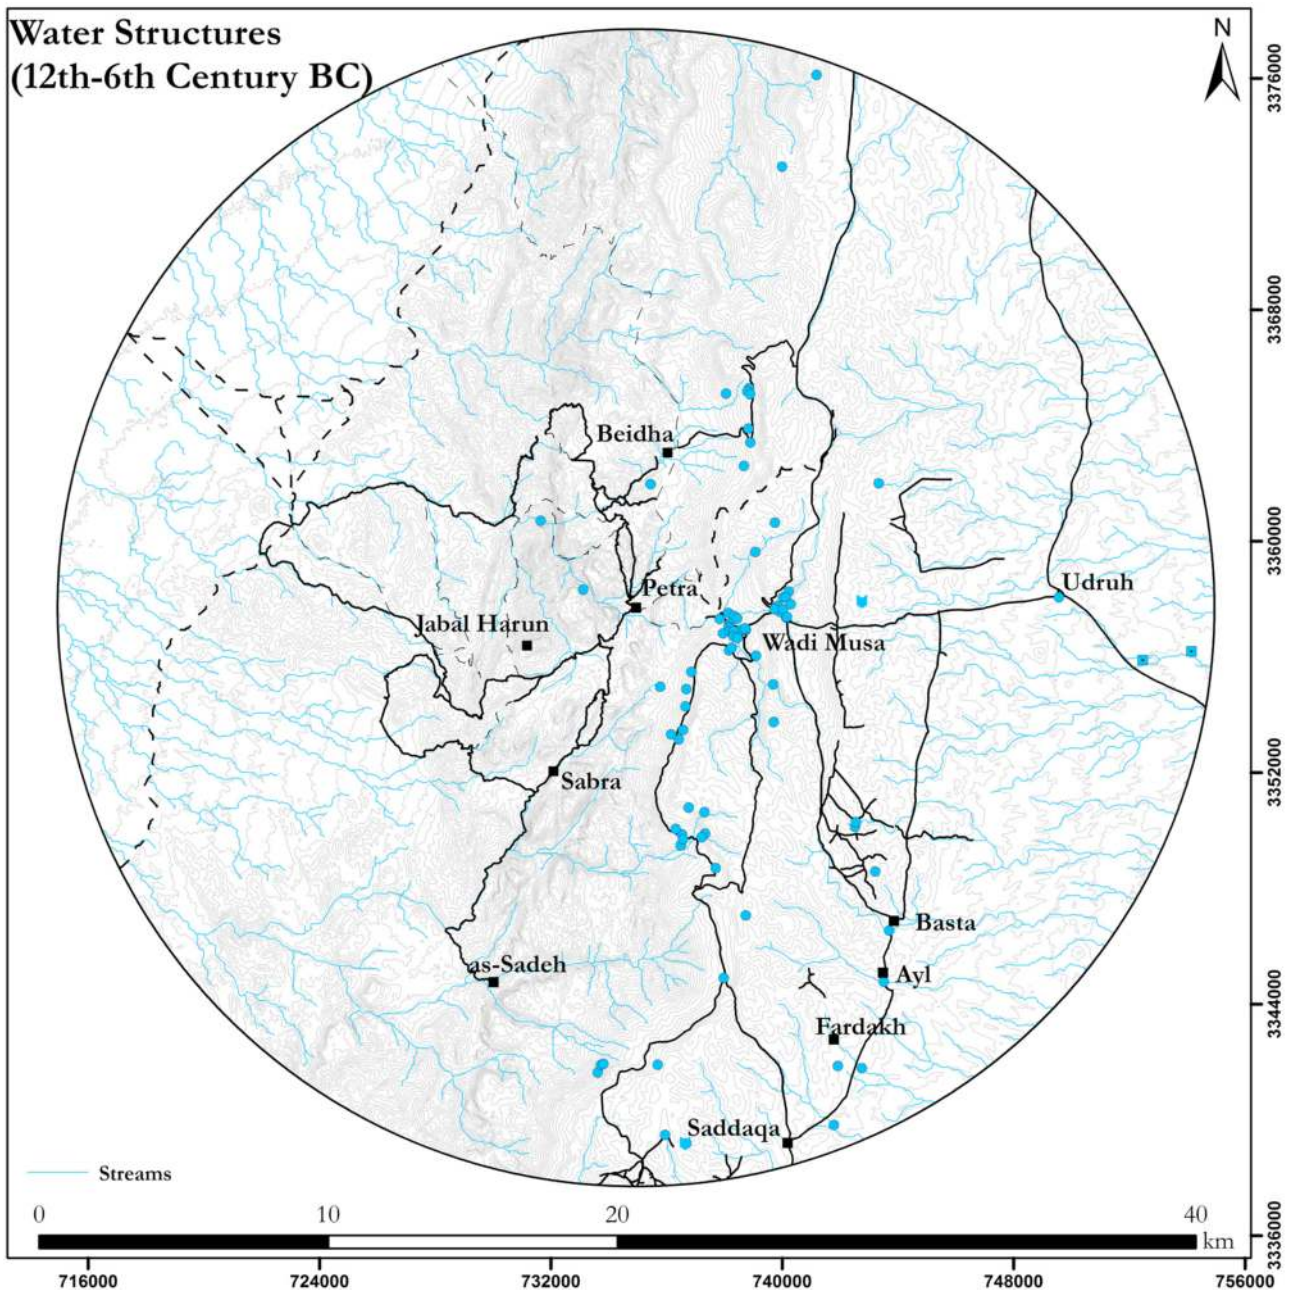 Water Structures
(12th-6th Century BC)
N
3376000
3368000
Beidha
3360000
Udruh
Petra
Jabal Harun
Wadi Musa
3352000
Sabra
Basta
as-Sadeh
Ayl
3344000
Fardakh
Saddaqa
Streams
0 10 20 40
km
3336000
716000 724000 732000 740000 748000 756000